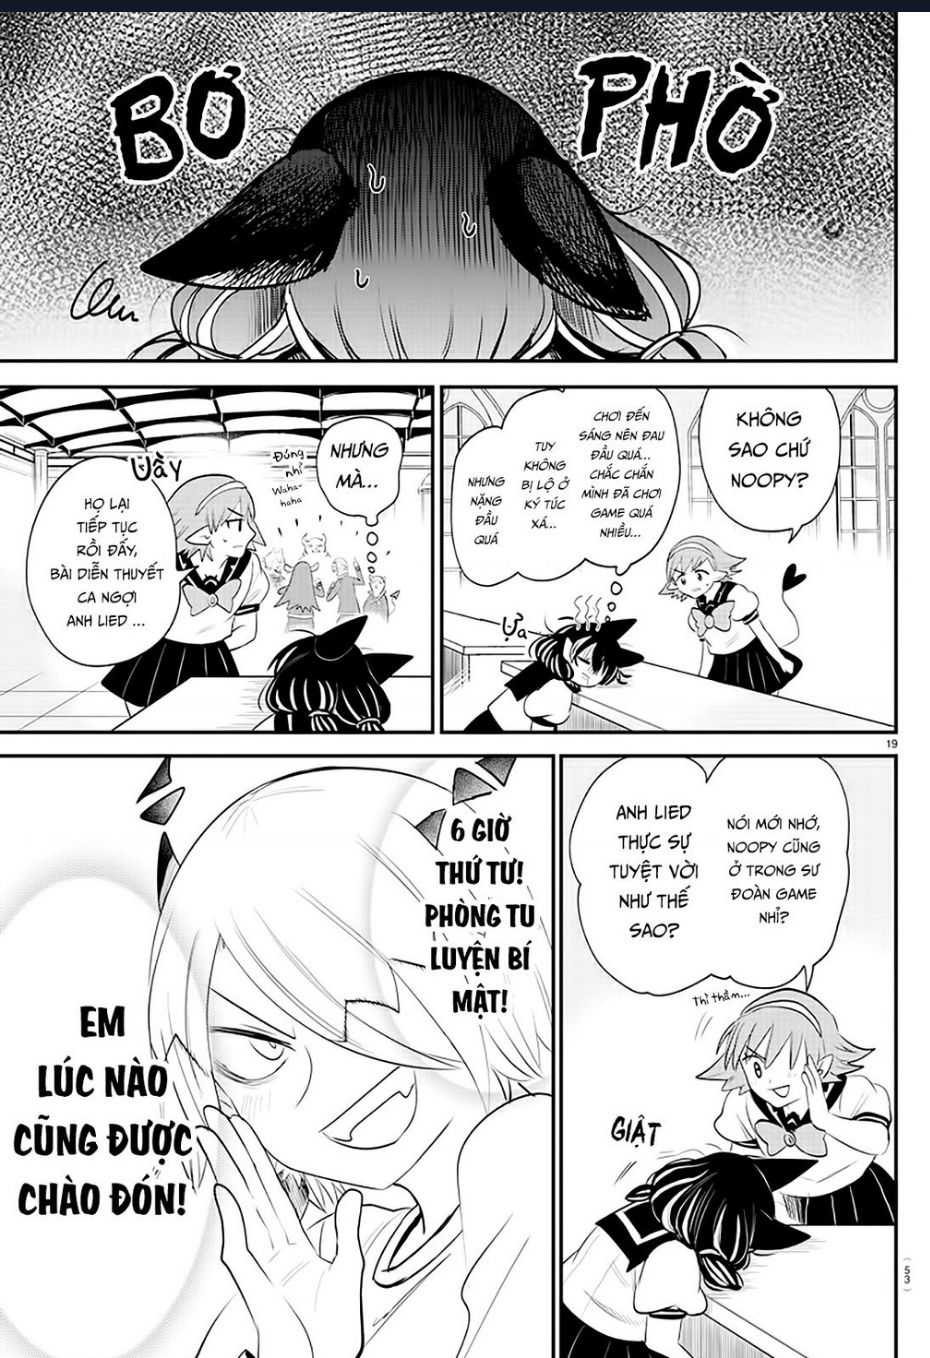 BƠ
PHỜ
KHÔNG
SAO CHỨ
NOOPY?
CHƠI ĐẾN
SÁNG NÊN ĐAU
ĐẦU QUÁ...
CHẮC CHẮN
MÌNH ĐÃ CHƠI
GAME QUÁ
NHIỀU...
TUY
KHÔNG
BỊ LỘ Ở
KÝ TÚC
XÁ...
NHƯNG
NẶNG
ĐẦU
QUÁ
ỰA
NHƯNG
MÀ...
Đúng
nhỉ
Waha-
haha
UẦY
HỌ LẠI
TIẾP TỤC
RỒI ĐẤY,
BÀI DIỄN THUYẾT
CA NGỢI
ANH LIED ...
19
NÓI MỚI NHỚ,
NOOPY CŨNG
Ở TRONG SƯ
ĐOÀN GAME
NHỈ?
ANH LIED
THỰC SỰ
TUYỆT VỜI
NHƯ THẾ
SAO?
Thì thầm...
GIẬT
6 GIỜ
THỨ TƯ!
PHÒNG TU
LUYỆN BÍ
MẬT!
EM
LÚC NÀO
CŨNG ĐƯỢC
CHÀO ĐÓN!
(53)